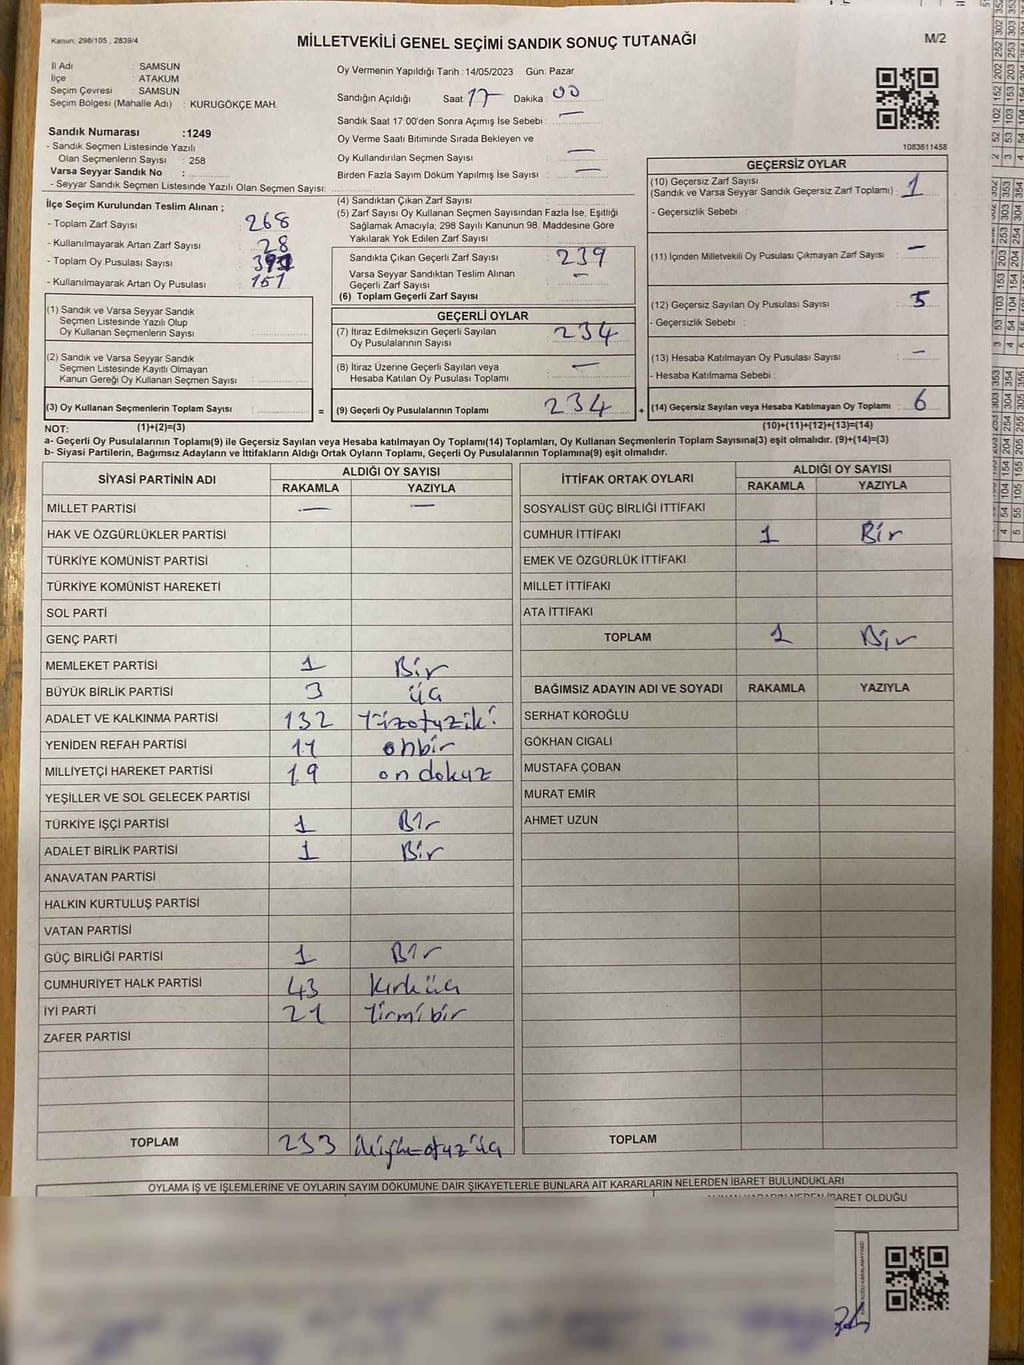 Kanun: 298/105 , 2839/4
MİLLETVEKİLİ GENEL SEÇİMİ SANDIK SONUÇ TUTANAĞI
M/2
İl Adı : SAMSUN
İlçe : ATAKUM
Seçim Çevresi : SAMSUN
Seçim Bölgesi (Mahalle Adı) : KURUGÖKÇE MAH.
Sandık Numarası :1249
- Sandık Seçmen Listesinde Yazılı
Olan Seçmenlerin Sayısı : 258
Varsa Seyyar Sandık No :
- Seyyar Sandık Seçmen Listesinde Yazılı Olan Seçmen Sayısı:
Oy Vermenin Yapıldığı Tarih :14/05/2023 Gün: Pazar
Sandığın Açıldığı Saat 17 Dakika : 00
Sandık Saat 17:00'den Sonra Açımış İse Sebebi : —
Oy Verme Saati Bitiminde Sırada Bekleyen ve
Oy Kullandırılan Seçmen Sayısı : —
Birden Fazla Sayım Döküm Yapılmış İse Sayısı : —
1083611458
İlçe Seçim Kurulundan Teslim Alınan ;
- Toplam Zarf Sayısı : 268
- Kullanılmayarak Artan Zarf Sayısı : 28
- Toplam Oy Pusulası Sayısı :
- Kullanılmayarak Artan Oy Pusulası : 151
(1) Sandık ve Varsa Seyyar Sandık
Seçmen Listesinde Yazılı Olup
Oy Kullanan Seçmenlerin Sayısı :
(2) Sandık ve Varsa Seyyar Sandık
Seçmen Listesinde Kayıtlı Olmayan
Kanun Gereği Oy Kullanan Seçmen Sayısı :
(3) Oy Kullanan Seçmenlerin Toplam Sayısı : =
(4) Sandıktan Çıkan Zarf Sayısı :
(5) Zarf Sayısı Oy Kullanan Seçmen Sayısından Fazla İse, Eşitliği
Sağlamak Amacıyla; 298 Sayılı Kanunun 98. Maddesine Göre
Yakılarak Yok Edilen Zarf Sayısı :
Sandıkta Çıkan Geçerli Zarf Sayısı : 239
Varsa Seyyar Sandıktan Teslim Alınan
Geçerli Zarf Sayısı : —
(6) Toplam Geçerli Zarf Sayısı :
GEÇERLİ OYLAR
(7) İtiraz Edilmeksizin Geçerli Sayılan
Oy Pusulalarının Sayısı : 234
(8) İtiraz Üzerine Geçerli Sayılan veya
Hesaba Katılan Oy Pusulası Toplamı : —
(9) Geçerli Oy Pusulalarının Toplamı : 234 +
GEÇERSİZ OYLAR
(10) Geçersiz Zarf Sayısı
(Sandık ve Varsa Seyyar Sandık Geçersiz Zarf Toplamı) : 1
- Geçersizlik Sebebi :
(11) İçinden Milletvekili Oy Pusulası Çıkmayan Zarf Sayısı : —
(12) Geçersiz Sayılan Oy Pusulası Sayısı : 5
- Geçersizlik Sebebi :
(13) Hesaba Katılmayan Oy Pusulası Sayısı : —
- Hesaba Katılmama Sebebi :
(14) Geçersiz Sayılan veya Hesaba Katılmayan Oy Toplamı : 6
NOT: (1)+(2)=(3) (10)+(11)+(12)+(13)=(14)
a- Geçerli Oy Pusulalarının Toplamı(9) ile Geçersiz Sayılan veya Hesaba katılmayan Oy Toplamı(14) Toplamları, Oy Kullanan Seçmenlerin Toplam Sayısına(3) eşit olmalıdır. (9)+(14)=(3)
b- Siyasi Partilerin, Bağımsız Adayların ve İttifakların Aldığı Ortak Oyların Toplamı, Geçerli Oy Pusulalarının Toplamına(9) eşit olmalıdır.
SİYASİ PARTİNİN ADI ALDIĞI OY SAYISI
RAKAMLA YAZIYLA
MİLLET PARTİSİ — —
HAK VE ÖZGÜRLÜKLER PARTİSİ
TÜRKİYE KOMÜNİST PARTİSİ
TÜRKİYE KOMÜNİST HAREKETİ
SOL PARTİ
GENÇ PARTİ
MEMLEKET PARTİSİ 1 Bir
BÜYÜK BİRLİK PARTİSİ 3 üç
ADALET VE KALKINMA PARTİSİ 132 Yüzotuziki
YENİDEN REFAH PARTİSİ 11 onbir
MİLLİYETÇİ HAREKET PARTİSİ 19 on dokuz
YEŞİLLER VE SOL GELECEK PARTİSİ
TÜRKİYE İŞÇİ PARTİSİ 1 Bir
ADALET BİRLİK PARTİSİ 1 Bir
ANAVATAN PARTİSİ
HALKIN KURTULUŞ PARTİSİ
VATAN PARTİSİ
GÜÇ BİRLİĞİ PARTİSİ 1 Bir
CUMHURİYET HALK PARTİSİ 43 kırküç
İYİ PARTİ 21 Yirmibir
ZAFER PARTİSİ
TOPLAM 233 ikiyüzotuzüç
İTTİFAK ORTAK OYLARI ALDIĞI OY SAYISI
RAKAMLA YAZIYLA
SOSYALİST GÜÇ BİRLİĞİ İTTİFAKI
CUMHUR İTTİFAKI 1 Bir
EMEK VE ÖZGÜRLÜK İTTİFAKI
MİLLET İTTİFAKI
ATA İTTİFAKI
TOPLAM 1 Bir
BAĞIMSIZ ADAYIN ADI VE SOYADI RAKAMLA YAZIYLA
SERHAT KÖROĞLU
GÖKHAN CIGALI
MUSTAFA ÇOBAN
MURAT EMİR
AHMET UZUN
TOPLAM
OYLAMA İŞ VE İŞLEMLERİNE VE OYLARIN SAYIM DÖKÜMÜNE DAİR ŞİKAYETLERLE BUNLARA AİT KARARLARIN NELERDEN İBARET BULUNDUKLARI
İBARET OLDUĞU